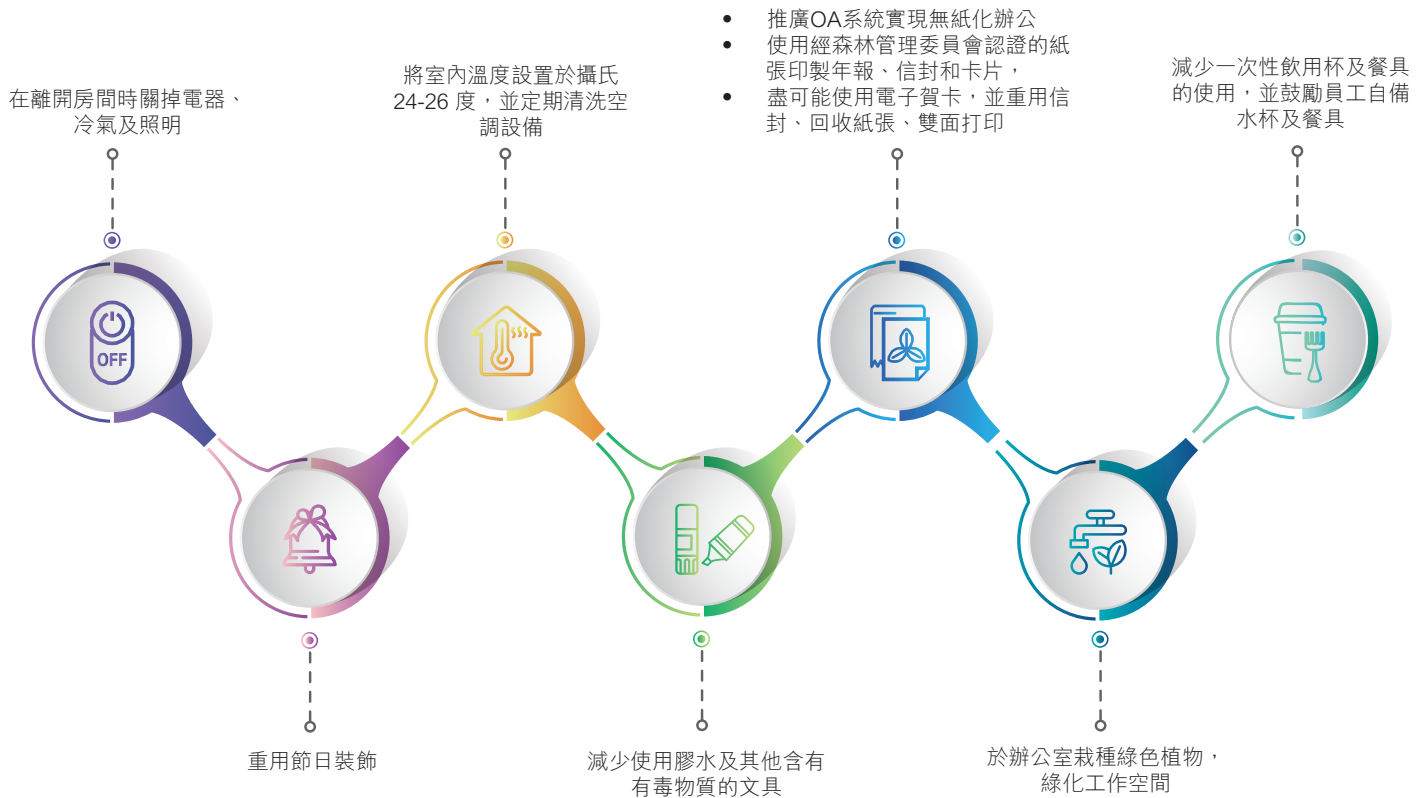 在離開房間時關掉電器、
冷氣及照明
將室內溫度設置於攝氏
24-26 度，並定期清洗空
調設備
• 推廣OA系統實現無紙化辦公
• 使用經森林管理委員會認證的紙
張印製年報、信封和卡片，
• 盡可能使用電子賀卡，並重用信
封、回收紙張、雙面打印
減少一次性飲用杯及餐具
的使用，並鼓勵員工自備
水杯及餐具
OFF
重用節日裝飾
減少使用膠水及其他含有
有毒物質的文具
於辦公室栽種綠色植物，
綠化工作空間